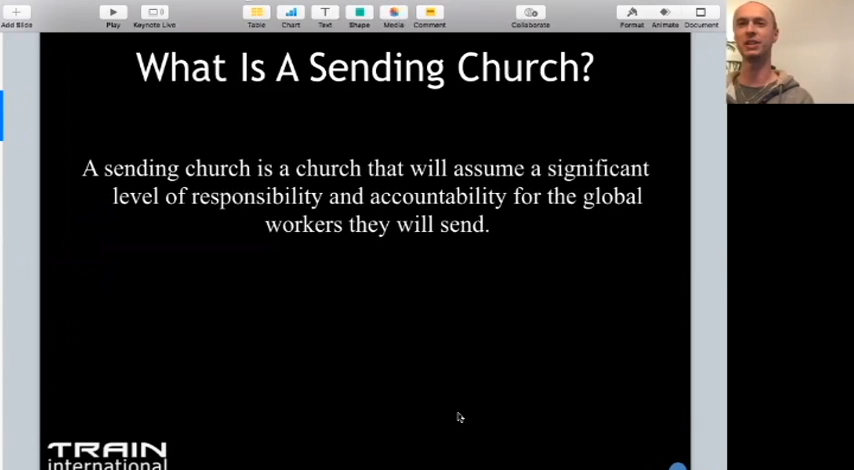 Add Slide
Play
Keynote Live
Table
Chart
Text
Shape
Media
Comment
Collaborate
Format
Animate
Document
What Is A Sending Church?
A sending church is a church that will assume a significant
level of responsibility and accountability for the global
workers they will send.
TRAIN
international